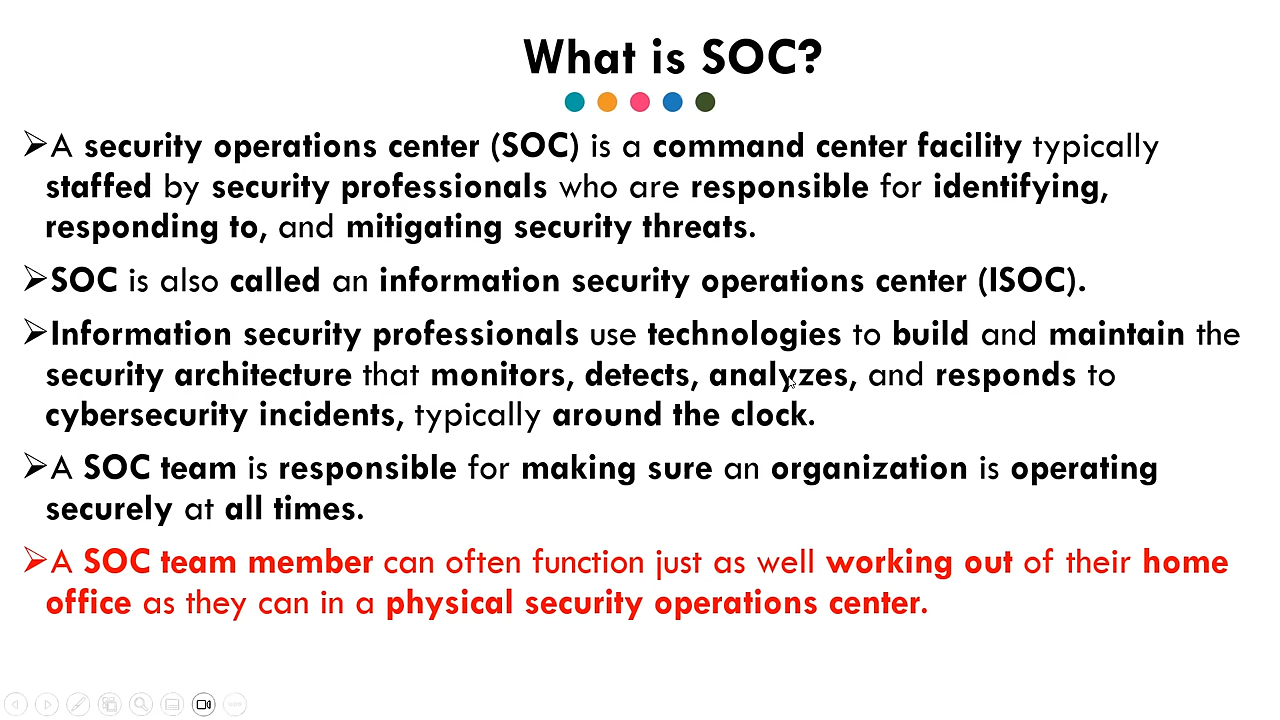 What is SOC?
➢A security operations center (SOC) is a command center facility typically
staffed by security professionals who are responsible for identifying,
responding to, and mitigating security threats.
➢SOC is also called an information security operations center (ISOC).
➢Information security professionals use technologies to build and maintain the
security architecture that monitors, detects, analyzes, and responds to
cybersecurity incidents, typically around the clock.
➢A SOC team is responsible for making sure an organization is operating
securely at all times.
➢A SOC team member can often function just as well working out of their home
office as they can in a physical security operations center.